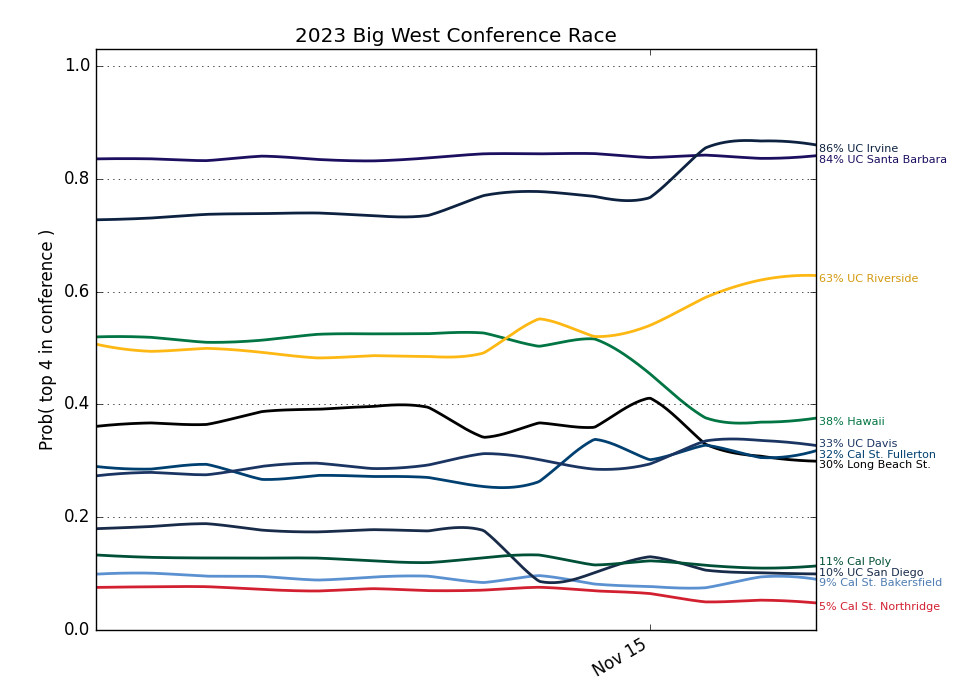 2023 Big West Conference Race
Prob( top 4 in conference )
1.0
0.8
0.6
0.4
0.2
0.0
Nov 15
86% UC Irvine
84% UC Santa Barbara
63% UC Riverside
38% Hawaii
33% UC Davis
32% Cal St. Fullerton
30% Long Beach St.
11% Cal Poly
10% UC San Diego
9% Cal St. Bakersfield
5% Cal St. Northridge